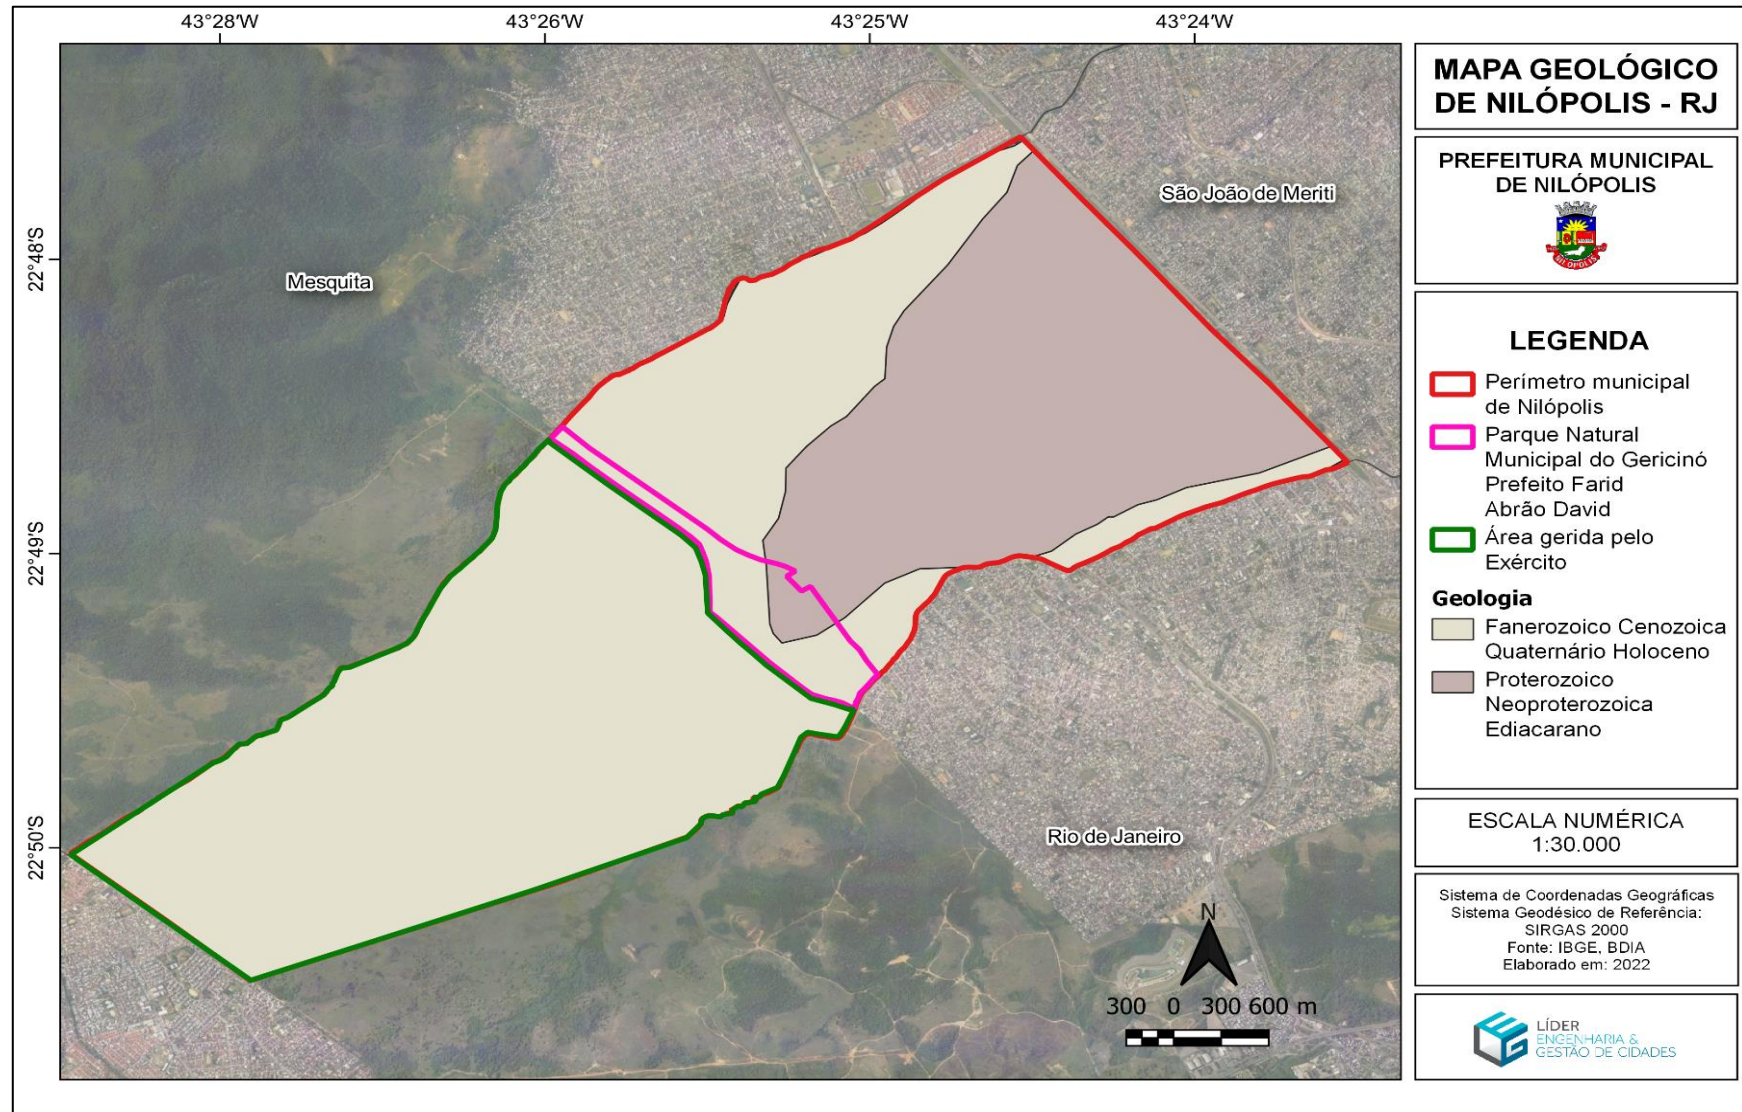 43°28'W
43°26'W
43°25'W
43°24'W
22°48'S
22°49'S
22°50'S
Mesquita
São João de Meriti
Rio de Janeiro
N
300 0 300 600 m
MAPA GEOLÓGICO
DE NILÓPOLIS - RJ
PREFEITURA MUNICIPAL
DE NILÓPOLIS
NILÓPOLIS
LEGENDA
Perímetro municipal
de Nilópolis
Parque Natural
Municipal do Gericinó
Prefeito Farid
Abrão David
Área gerida pelo
Exército
Geologia
Fanerozoico Cenozoica
Quaternário Holoceno
Proterozoico
Neoproterozoica
Ediacarano
ESCALA NUMÉRICA
1:30.000
Sistema de Coordenadas Geográficas
Sistema Geodésico de Referência:
SIRGAS 2000
Fonte: IBGE, BDIA
Elaborado em: 2022
LÍDER
ENGENHARIA &
GESTÃO DE CIDADES